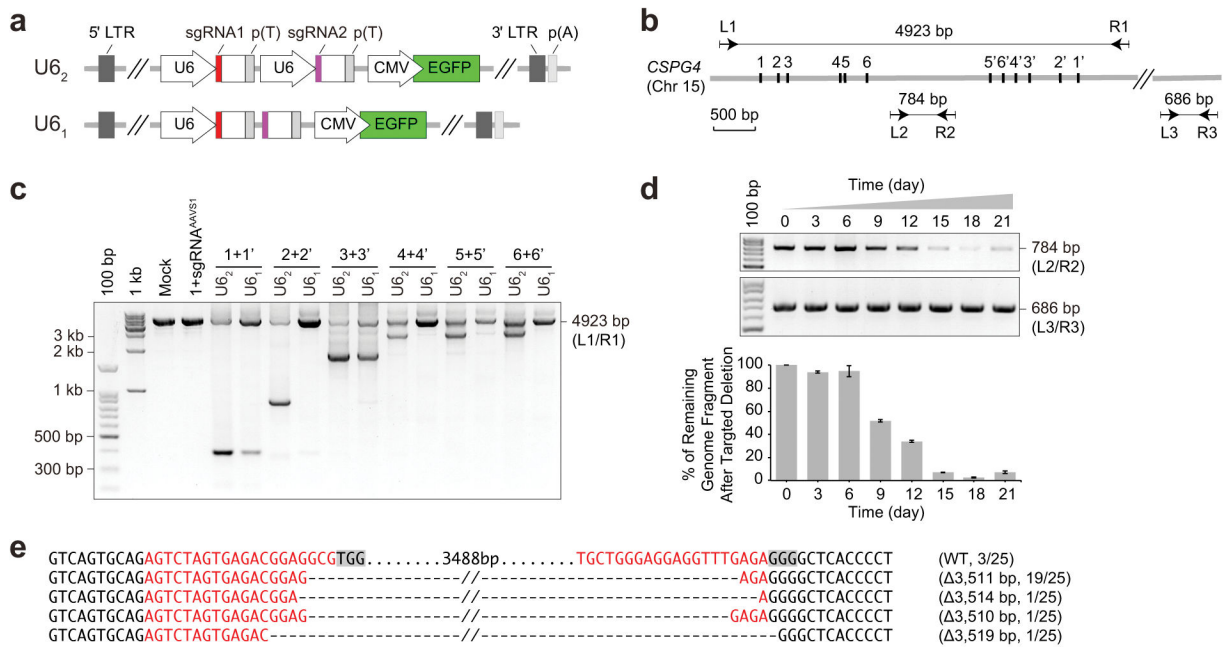 a
5' LTR sgRNA1 p(T) sgRNA2 p(T) 3' LTR p(A)
U6₂ U6 U6 CMV EGFP
U6₁ U6 CMV EGFP
b
L1 4923 bp R1
CSPG4 1 2 3 4 5 6 5' 6' 4' 3' 2' 1'
(Chr 15)
784 bp 686 bp
500 bp L2 R2 L3 R3
c
100 bp 1 kb Mock 1+sgRNA^AAVS1 1+1' 2+2' 3+3' 4+4' 5+5' 6+6'
U6₂ U6₁ U6₂ U6₁ U6₂ U6₁ U6₂ U6₁ U6₂ U6₁ U6₂ U6₁
4923 bp
(L1/R1)
3 kb
2 kb
1 kb
500 bp
300 bp
d
Time (day)
100 bp 0 3 6 9 12 15 18 21
784 bp
(L2/R2)
686 bp
(L3/R3)
% of Remaining
Genome Fragment
After Targted Deletion
100
80
60
40
20
0
0 3 6 9 12 15 18 21
Time (day)
e
GTCAGTGCAGAGTCTAGTGAGACGGAGGCGTGG........3488bp........TGCTGGGAGGAGGTTTGAGAGGGGCTCACCCCT (WT, 3/25)
GTCAGTGCAGAGTCTAGTGAGACGGAG----------------//--------------------------AGAGGGGCTCACCCCT (Δ3,511 bp, 19/25)
GTCAGTGCAGAGTCTAGTGAGACGGA-----------------//----------------------------AGGGGCTCACCCCT (Δ3,514 bp, 1/25)
GTCAGTGCAGAGTCTAGTGAGACGGAG----------------//-------------------------GAGAGGGGCTCACCCCT (Δ3,510 bp, 1/25)
GTCAGTGCAGAGTCTAGTGAGAC--------------------//------------------------------GGGCTCACCCCT (Δ3,519 bp, 1/25)